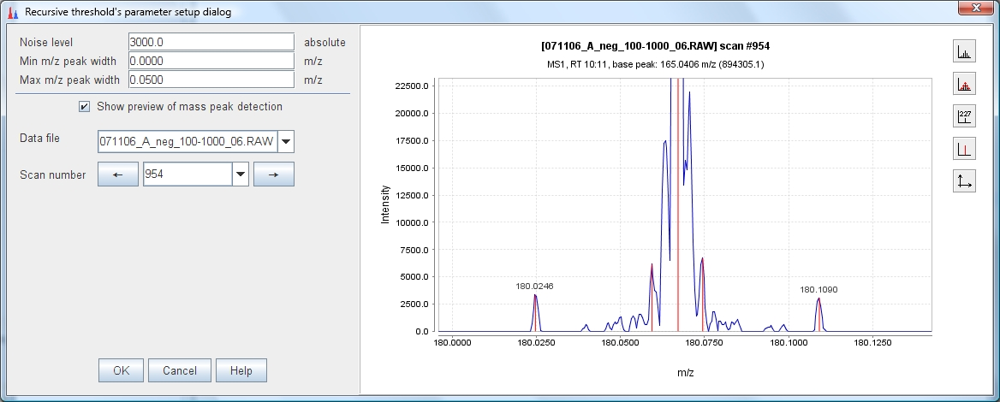 Recursive threshold's parameter setup dialog
Noise level 3000.0 absolute
Min m/z peak width 0.0000 m/z
Max m/z peak width 0.0500 m/z
Show preview of mass peak detection
Data file 071106_A_neg_100-1000_06.RAW
Scan number ← 954 →
OK Cancel Help
[071106_A_neg_100-1000_06.RAW] scan #954
MS1, RT 10:11, base peak: 165.0406 m/z (894305.1)
Intensity
22500.0
20000.0
17500.0
15000.0
12500.0
10000.0
7500.0
5000.0
2500.0
0.0
180.0246
180.1090
180.0000 180.0250 180.0500 180.0750 180.1000 180.1250
m/z
227